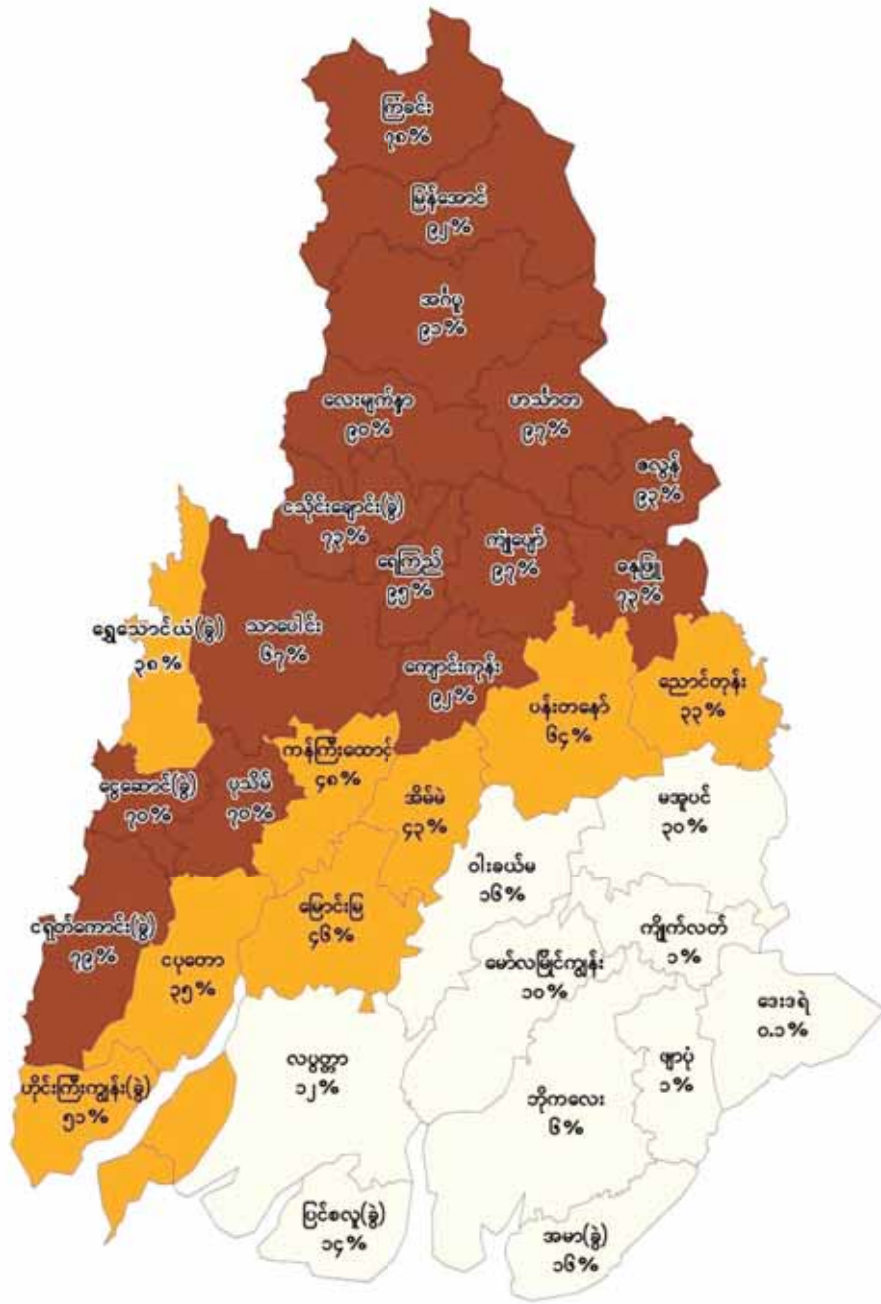 ကြံခင်း
၇၈%
မြန်အောင်
၉၂%
အင်္ဂပူ
၉၁%
လေးမျက်နှာ
၉၀%
ဟင်္သာတ
၉၇%
ဇလွန်
၉၃%
ငသိုင်းချောင်း(ခွဲ)
၇၃%
ရေကြည်
၉၅%
ကျုံပျော်
၉၇%
ဓနုဖြူ
၇၃%
ရွှေသောင်ယံ(ခွဲ)
၃၈%
သာပေါင်း
၆၇%
ကျောင်းကုန်း
၉၂%
ပန်းတနော်
၆၄%
ညောင်တုန်း
၃၃%
ငွေဆောင်(ခွဲ)
၇၀%
ပုသိမ်
၇၀%
ကန်ကြီးထောင့်
၄၈%
အိမ်မဲ
၄၃%
မအူပင်
၃၀%
ဝါးခယ်မ
၁၆%
ငရုတ်ကောင်း(ခွဲ)
၇၉%
ငပုတော
၃၅%
မြောင်းမြ
၄၆%
မော်လမြိုင်ကျွန်း
၁၀%
ကျိုက်လတ်
၁%
ဒေးဒရဲ
၀.၁%
ဟိုင်းကြီးကျွန်း(ခွဲ)
၅၁%
လပွတ္တာ
၁၂%
ဘိုကလေး
၆%
ဖျာပုံ
၁%
ပြင်စလူ(ခွဲ)
၁၄%
အမာ(ခွဲ)
၁၆%